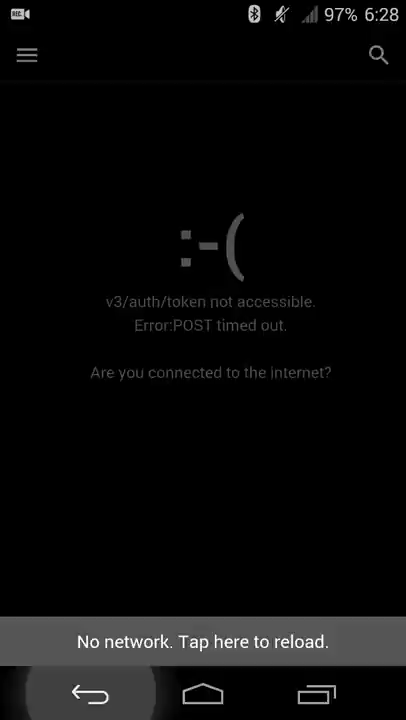 REC
97% 6:28
:-(
v3/auth/token not accessible.
Error:POST timed out.
Are you connected to the internet?
No network. Tap here to reload.